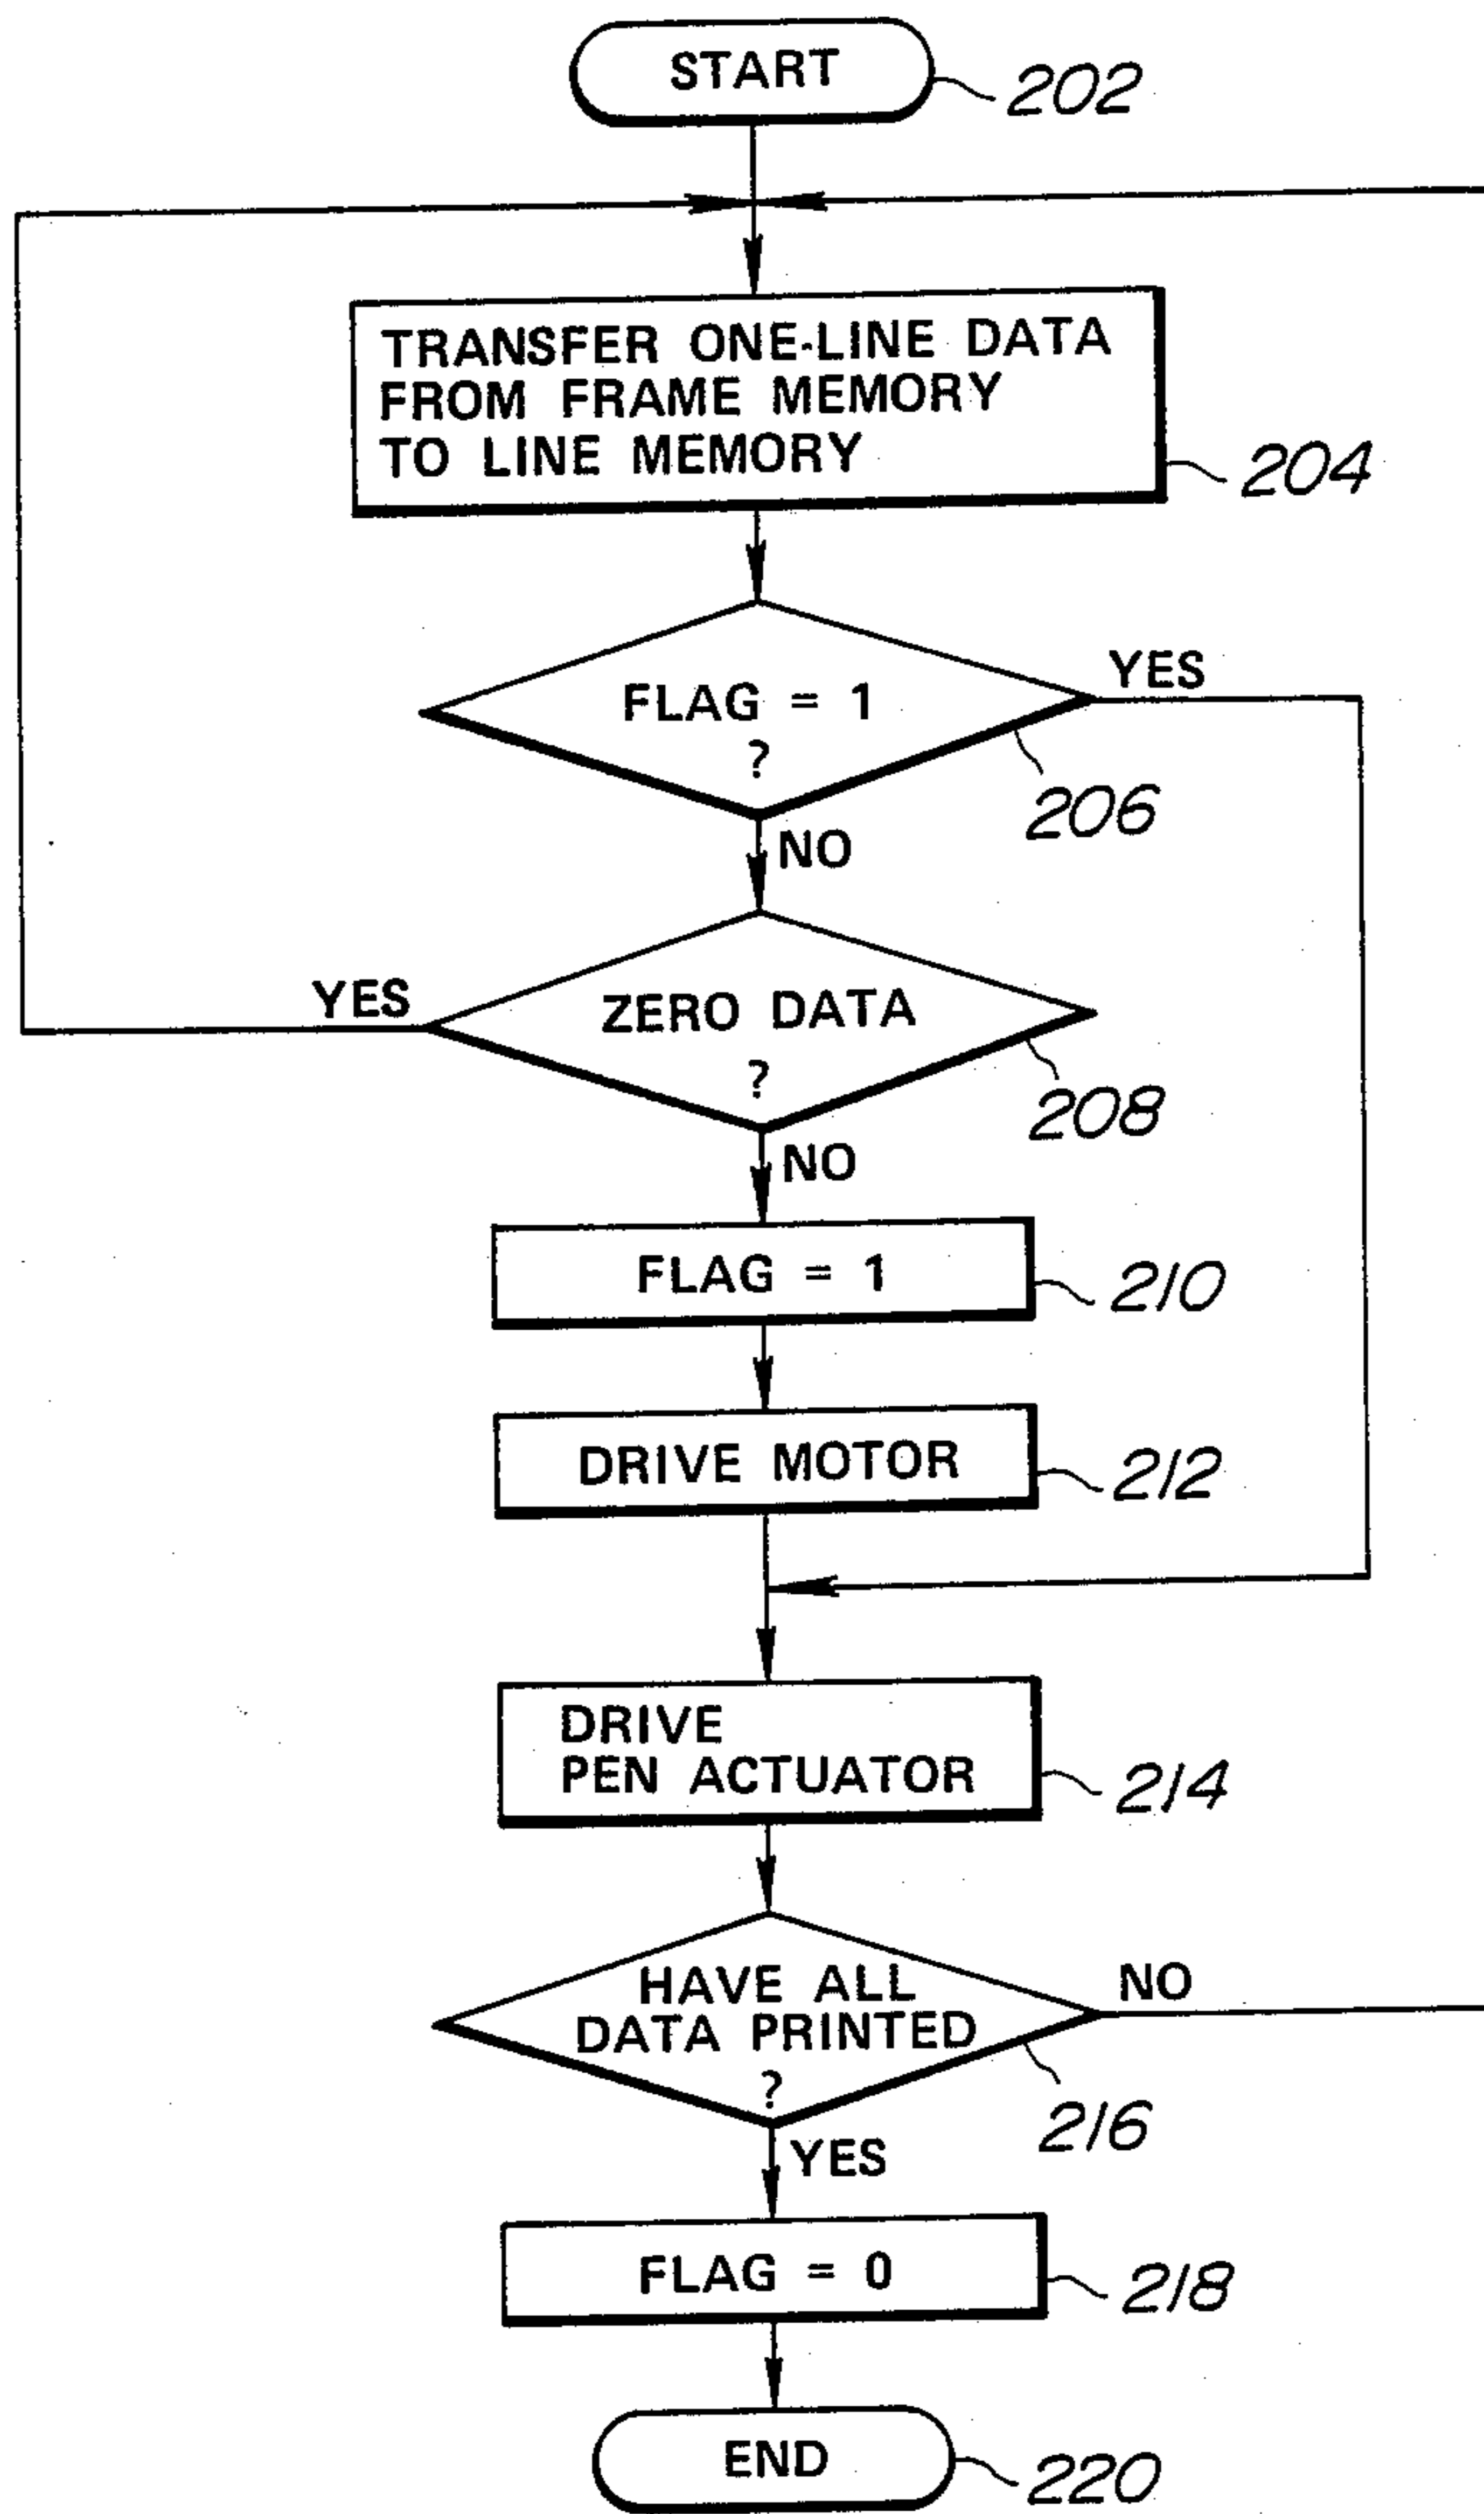 START
202
TRANSFER ONE-LINE DATA
FROM FRAME MEMORY
TO LINE MEMORY
204
FLAG = 1
?
YES
206
NO
ZERO DATA
?
YES
208
NO
FLAG = 1
210
DRIVE MOTOR
212
DRIVE
PEN ACTUATOR
214
HAVE ALL
DATA PRINTED
?
NO
216
YES
FLAG = 0
218
END
220